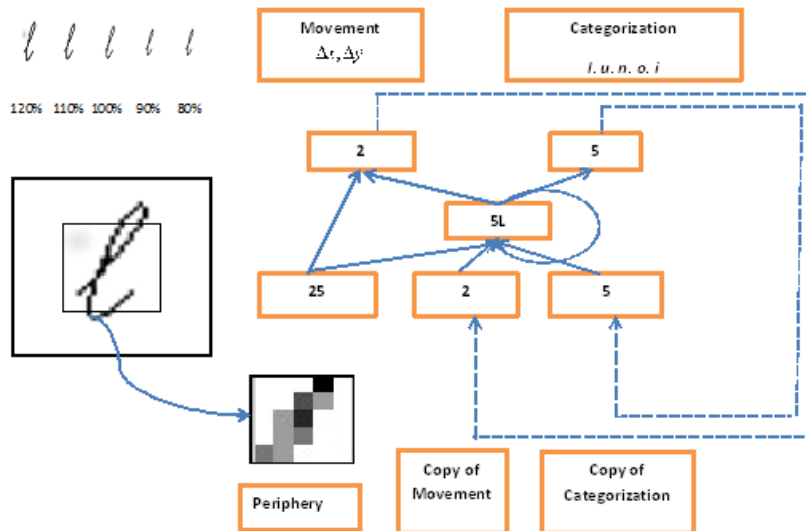 ℓ ℓ ℓ ℓ ℓ
120% 110% 100% 90% 80%
Movement
Δx,Δy
Categorization
l. u. n. o. i
2
5
5L
25
2
5
Periphery
Copy of
Movement
Copy of
Categorization